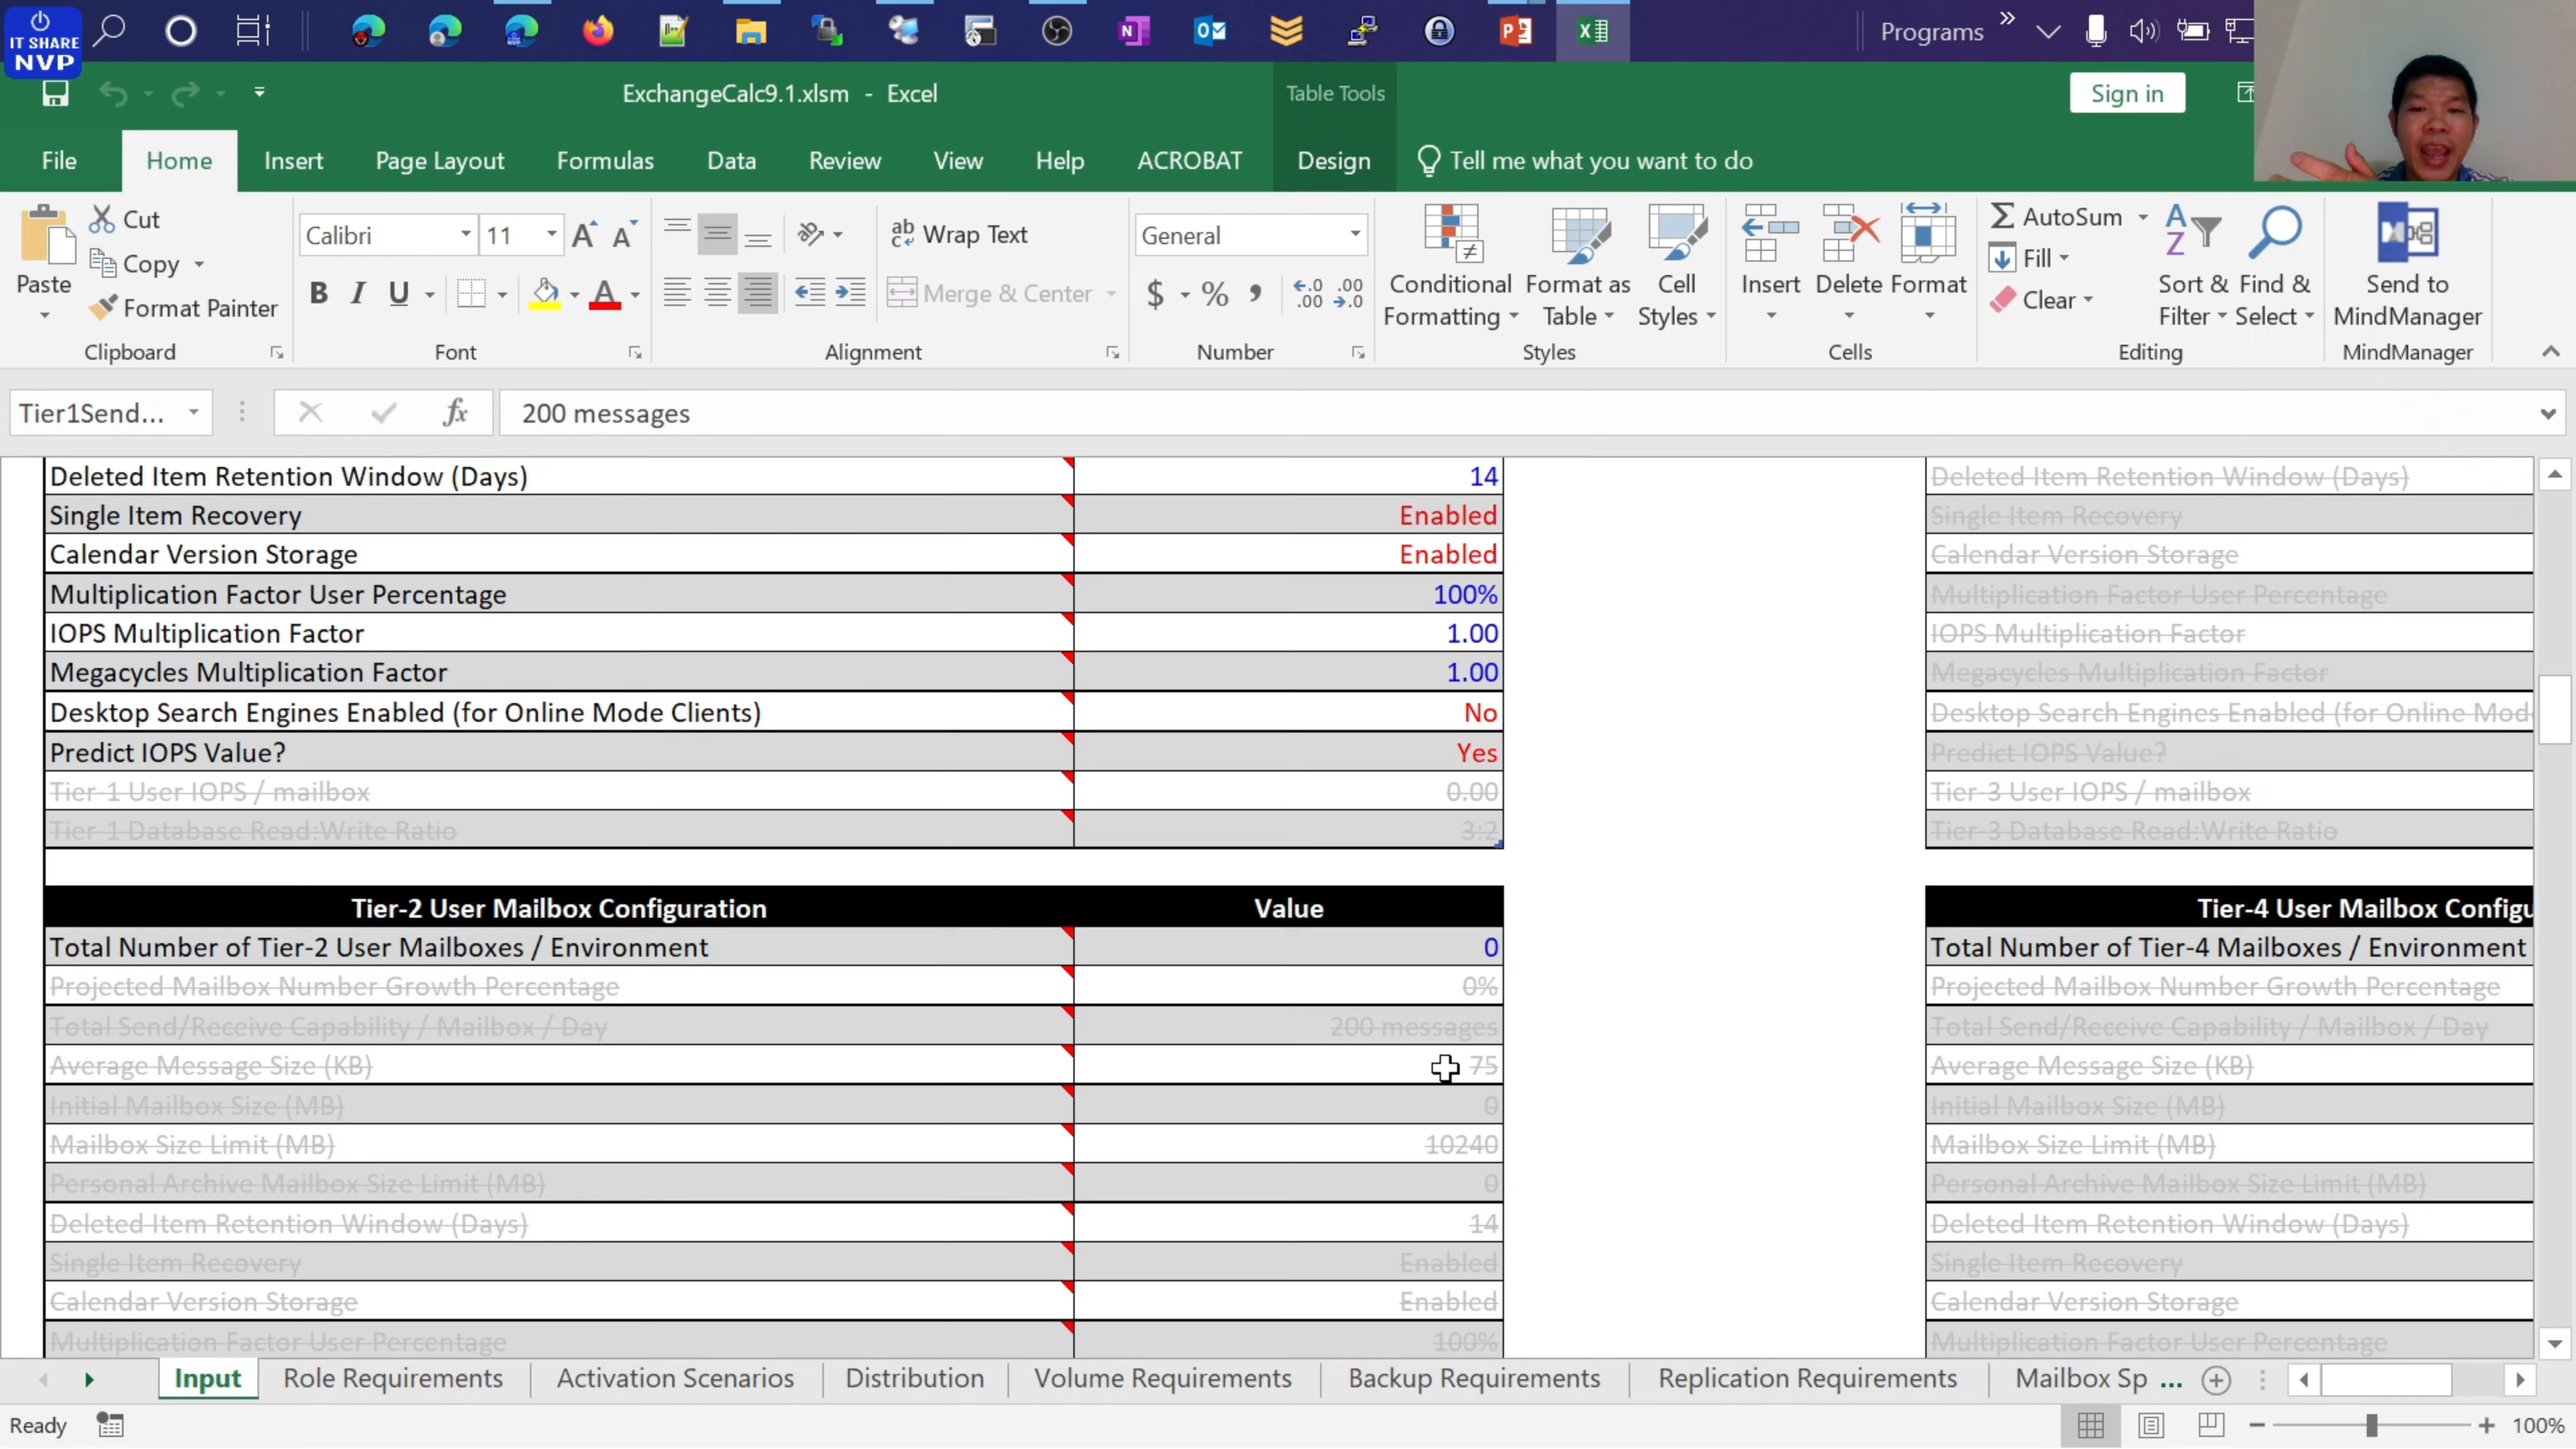 IT SHARE
NVP
Programs
ExchangeCalc9.1.xlsm - Excel
Table Tools
Sign in
File
Home
Insert
Page Layout
Formulas
Data
Review
View
Help
ACROBAT
Design
Tell me what you want to do
Paste
Cut
Copy
Format Painter
Clipboard
Calibri
11
B I U
Font
Wrap Text
Merge & Center
Alignment
General
Number
Conditional Formatting
Format as Table
Cell Styles
Styles
Insert
Delete
Format
Cells
AutoSum
Fill
Clear
Sort & Filter
Find & Select
Editing
Send to MindManager
MindManager
Tier1Send...
fx
200 messages
Deleted Item Retention Window (Days) 14 Deleted Item Retention Window (Days)
Single Item Recovery Enabled Single Item Recovery
Calendar Version Storage Enabled Calendar Version Storage
Multiplication Factor User Percentage 100% Multiplication Factor User Percentage
IOPS Multiplication Factor 1.00 IOPS Multiplication Factor
Megacycles Multiplication Factor 1.00 Megacycles Multiplication Factor
Desktop Search Engines Enabled (for Online Mode Clients) No Desktop Search Engines Enabled (for Online Mod
Predict IOPS Value? Yes Predict IOPS Value?
Tier-1 User IOPS / mailbox 0.00 Tier-3 User IOPS / mailbox
Tier-1 Database Read:Write Ratio 3:2 Tier-3 Database Read:Write Ratio
Tier-2 User Mailbox Configuration Value Tier-4 User Mailbox Configu
Total Number of Tier-2 User Mailboxes / Environment 0 Total Number of Tier-4 Mailboxes / Environment
Projected Mailbox Number Growth Percentage 0% Projected Mailbox Number Growth Percentage
Total Send/Receive Capability / Mailbox / Day 200 messages Total Send/Receive Capability / Mailbox / Day
Average Message Size (KB) 75 Average Message Size (KB)
Initial Mailbox Size (MB) 0 Initial Mailbox Size (MB)
Mailbox Size Limit (MB) 10240 Mailbox Size Limit (MB)
Personal Archive Mailbox Size Limit (MB) 0 Personal Archive Mailbox Size Limit (MB)
Deleted Item Retention Window (Days) 14 Deleted Item Retention Window (Days)
Single Item Recovery Enabled Single Item Recovery
Calendar Version Storage Enabled Calendar Version Storage
Multiplication Factor User Percentage 100% Multiplication Factor User Percentage
Input
Role Requirements
Activation Scenarios
Distribution
Volume Requirements
Backup Requirements
Replication Requirements
Mailbox Sp ...
Ready
100%